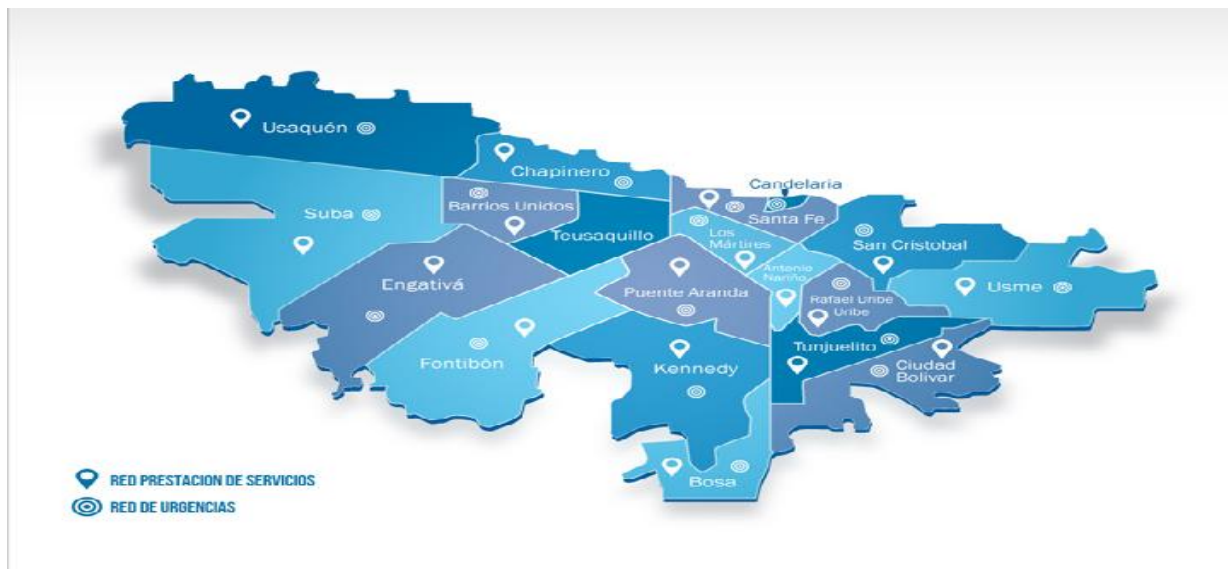 Usaquén
Chapinero
Candelaria
Barrios Unidos
Santa Fe
Suba
Teusaquillo
Los
Mártires
San Cristobal
Antonio
Nariño
Engativá
Puente Aranda
Rafael Uribe
Uribe
Usme
Fontibón
Kennedy
Tunjuelito
Ciudad
Bolivar
Bosa
RED PRESTACION DE SERVICIOS
RED DE URGENCIAS